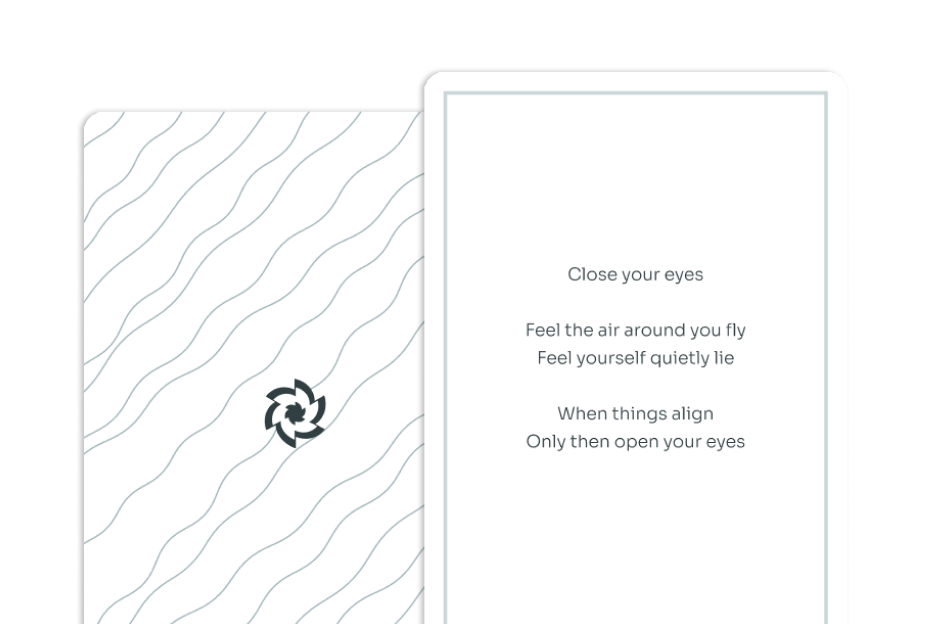 Close your eyes
Feel the air around you fly
Feel yourself quietly lie
When things align
Only then open your eyes